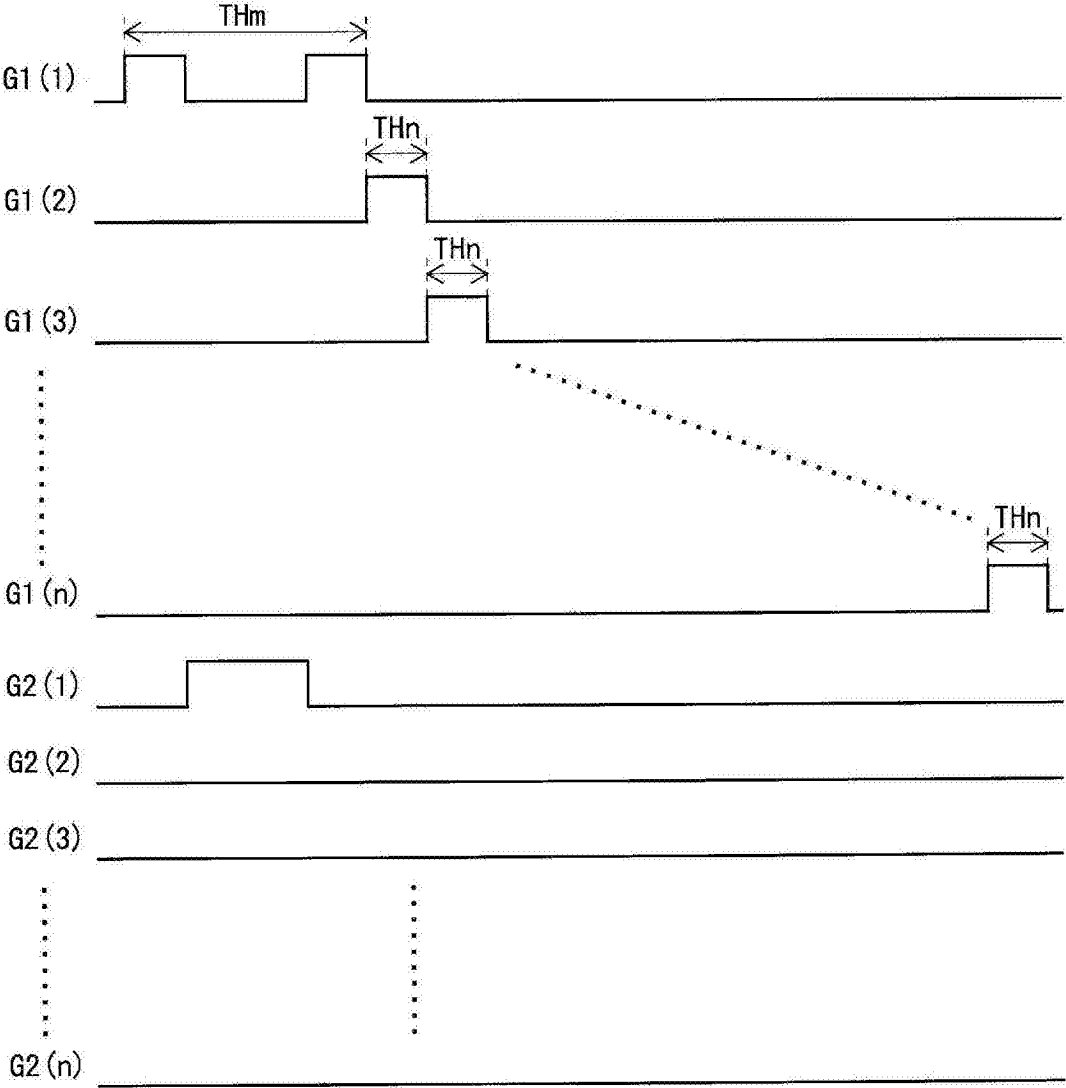 THm
G1(1)
THn
G1(2)
THn
G1(3)
THn
G1(n)
G2(1)
G2(2)
G2(3)
G2(n)